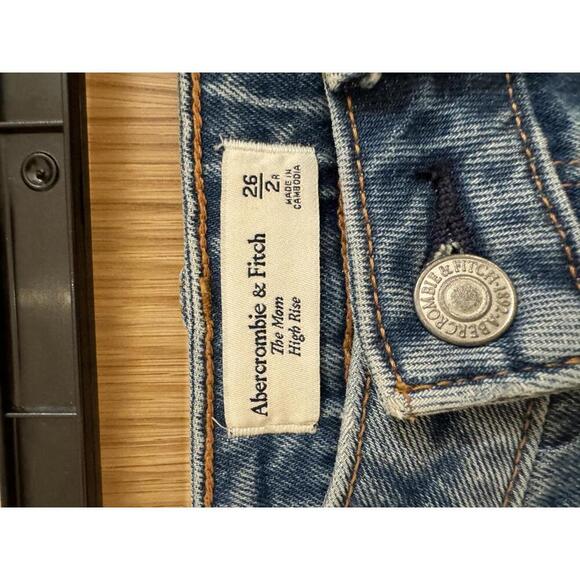 Abercrombie & Fitch
The Mom
High Rise
26
2R
MADE IN
CAMBODIA
ABERCROMBIE & FITCH · 1892 ·